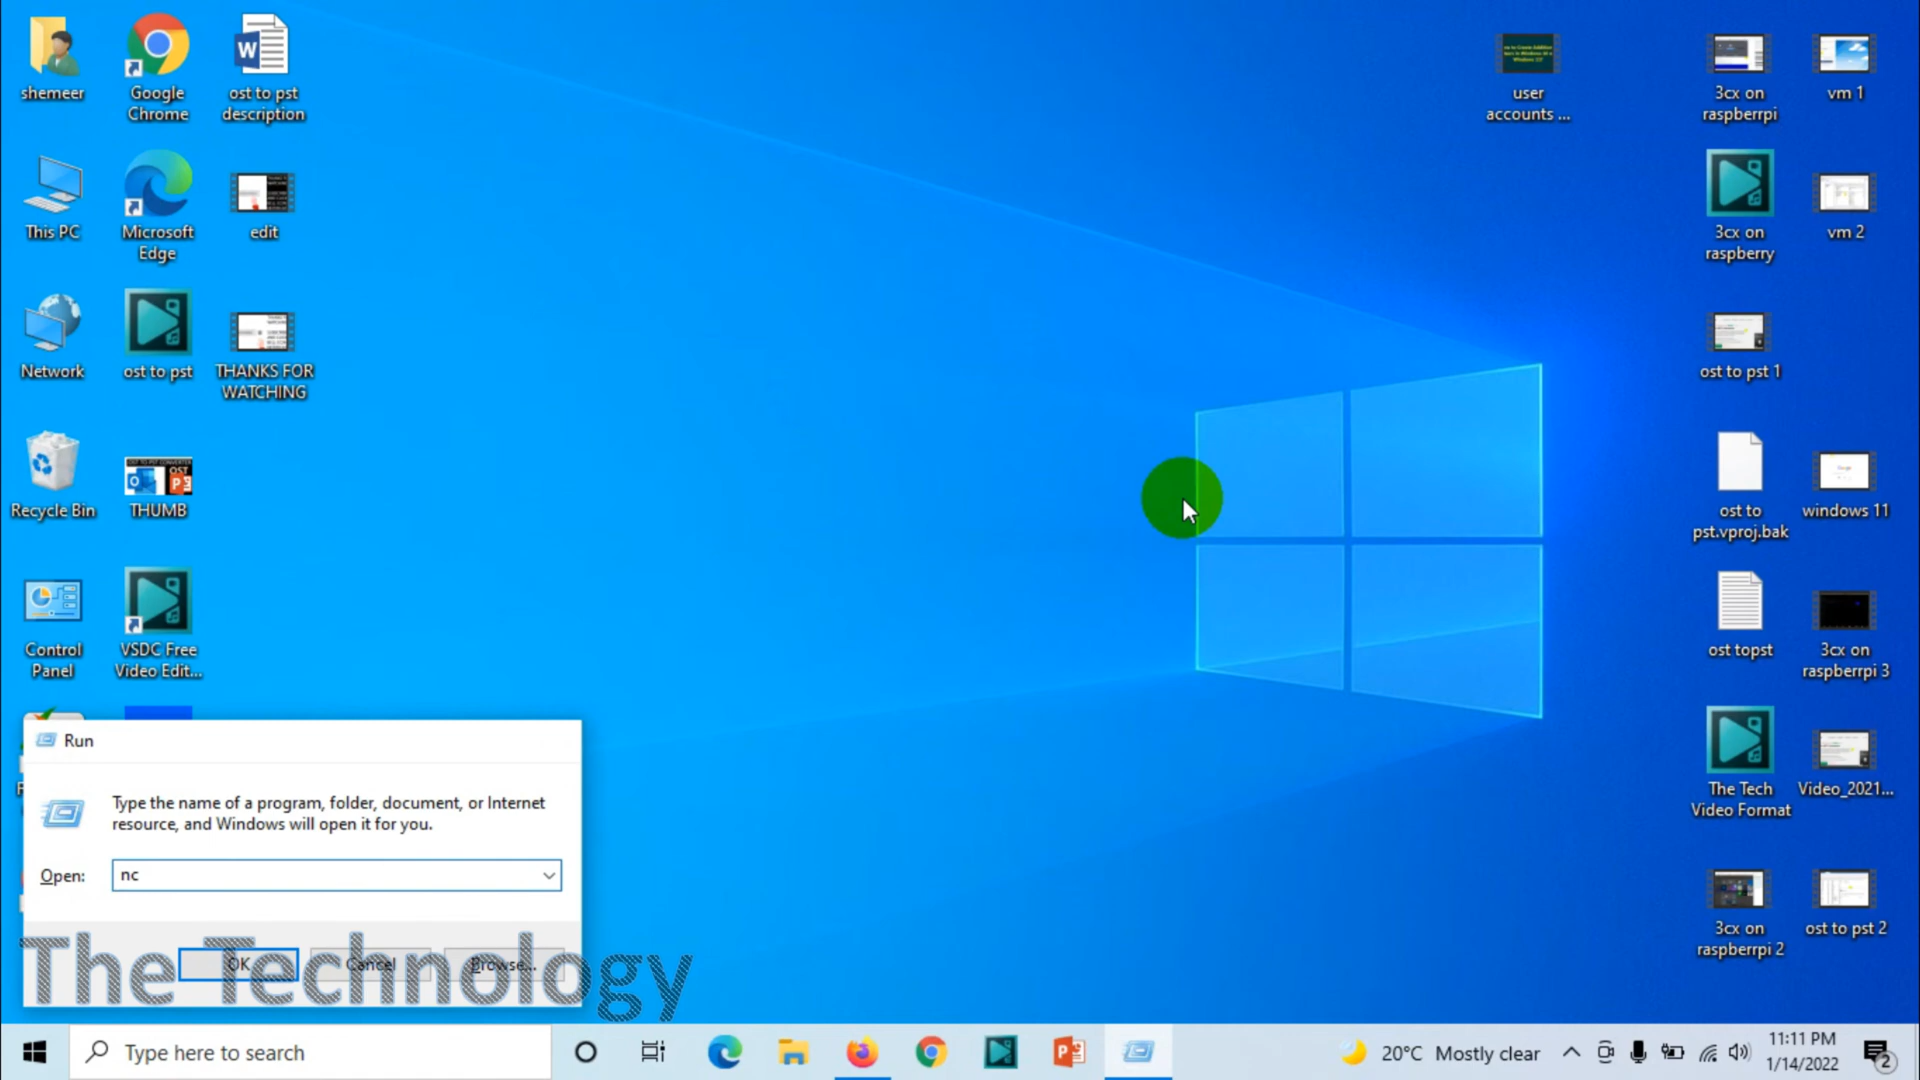 shemeer
Google
Chrome
ost to pst
description
user
accounts ...
3cx on
raspberrpi
vm 1
This PC
Microsoft
Edge
edit
3cx on
raspberry
vm 2
Network
ost to pst
THANKS FOR
WATCHING
ost to pst 1
Recycle Bin
THUMB
ost to
pst.vproj.bak
windows 11
Control
Panel
VSDC Free
Video Edit...
ost topst
3cx on
raspberrpi 3
The Tech
Video Format
Video_2021...
3cx on
raspberrpi 2
ost to pst 2
Run
Type the name of a program, folder, document, or Internet
resource, and Windows will open it for you.
Open: nc
OK Cancel Browse...
The Technology
Type here to search
20°C Mostly clear
11:11 PM
1/14/2022
2